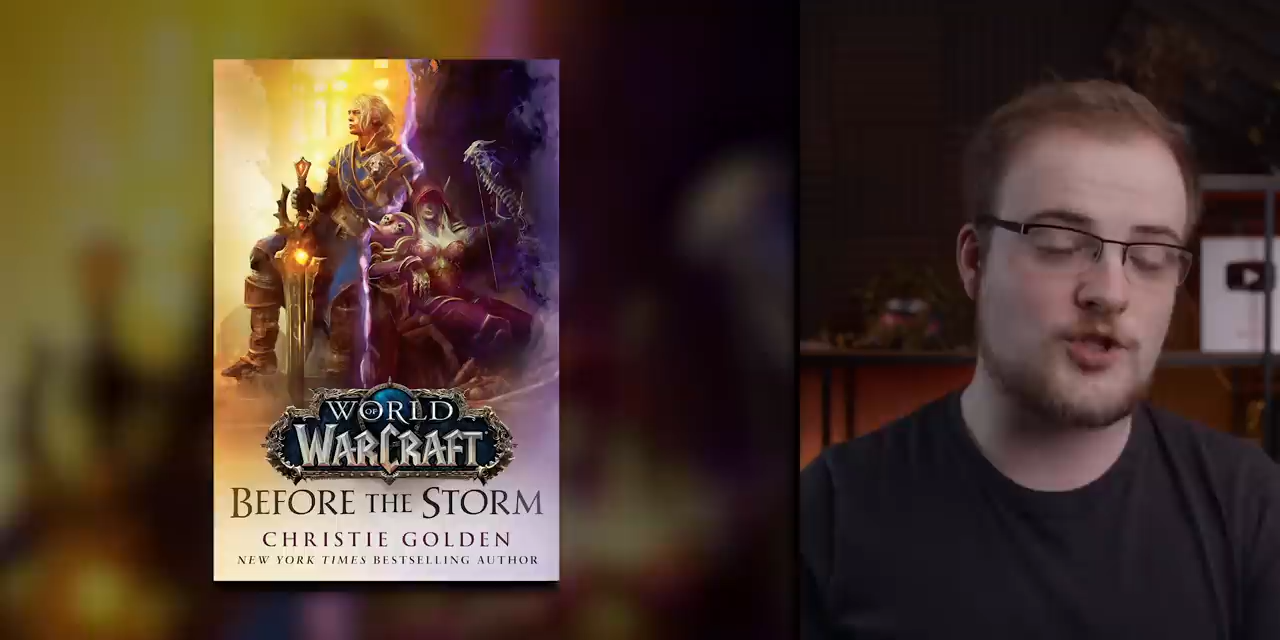 WORLD
OF
WARCRAFT
BEFORE THE STORM
CHRISTIE GOLDEN
NEW YORK TIMES BESTSELLING AUTHOR